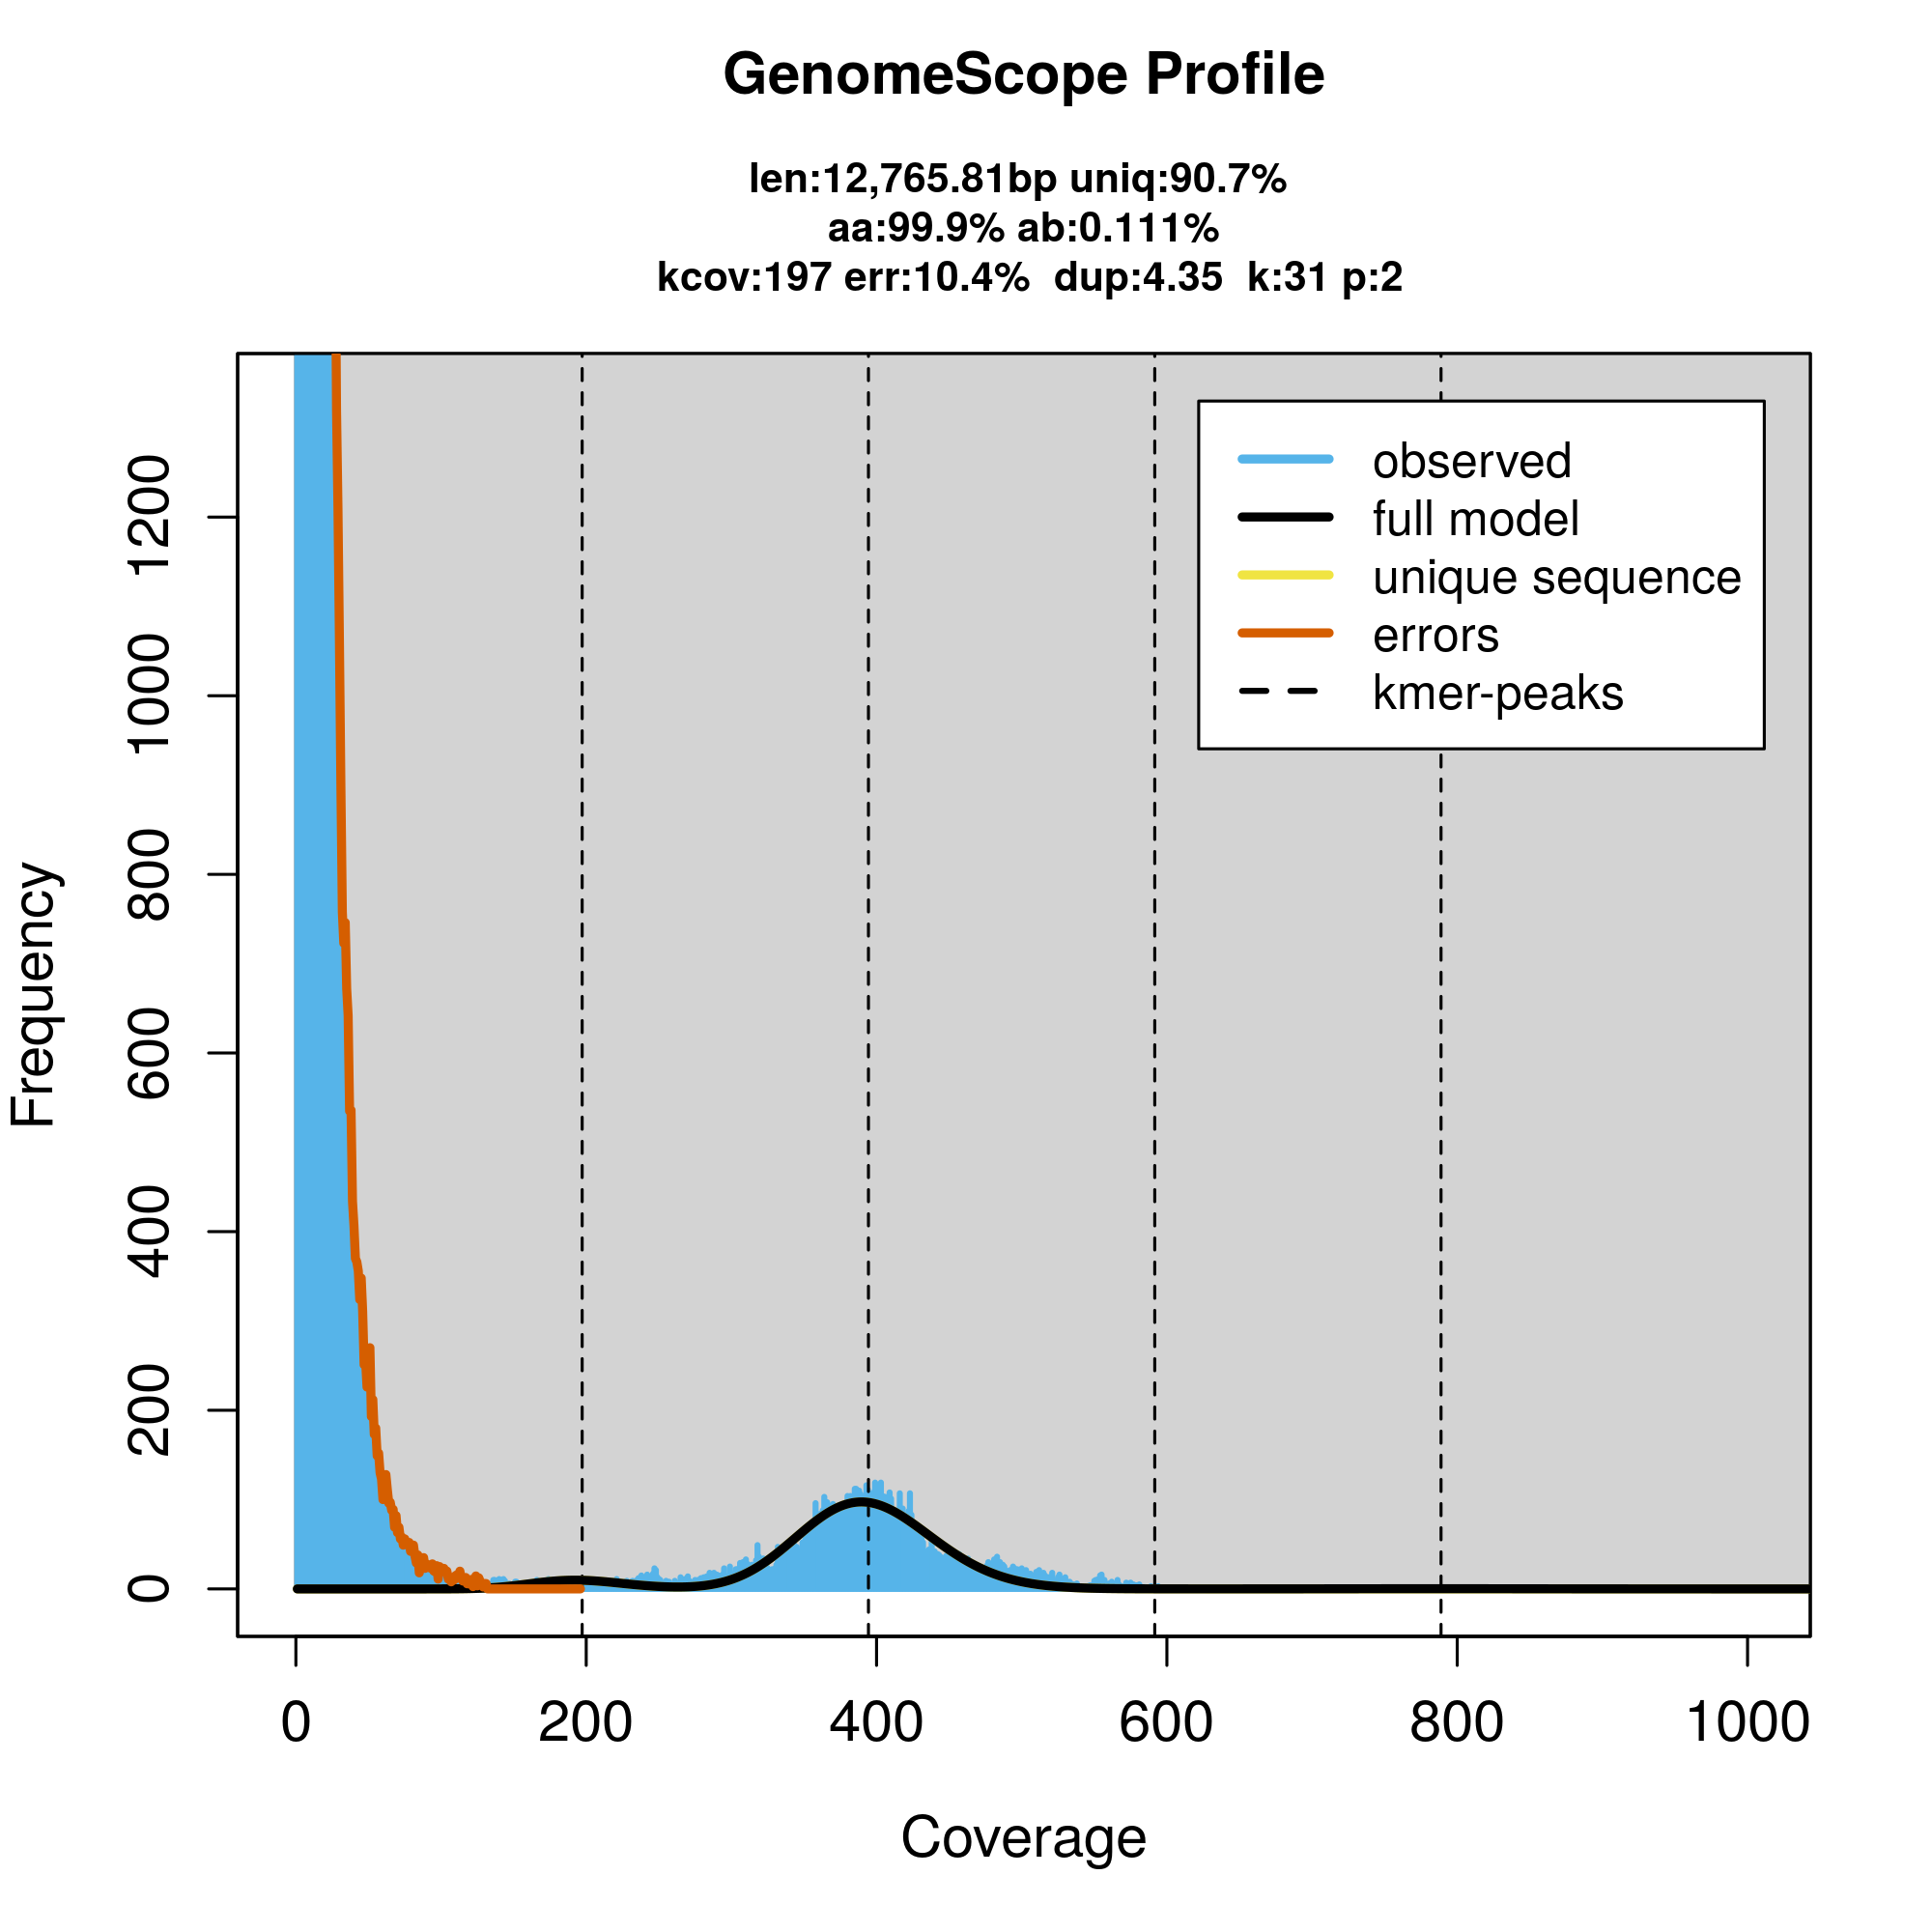 GenomeScope Profile
len:12,765.81bp uniq:90.7%
aa:99.9% ab:0.111%
kcov:197 err:10.4% dup:4.35 k:31 p:2
observed
full model
unique sequence
errors
kmer-peaks
Frequency
1200
1000
800
600
400
200
0
0 200 400 600 800 1000
Coverage